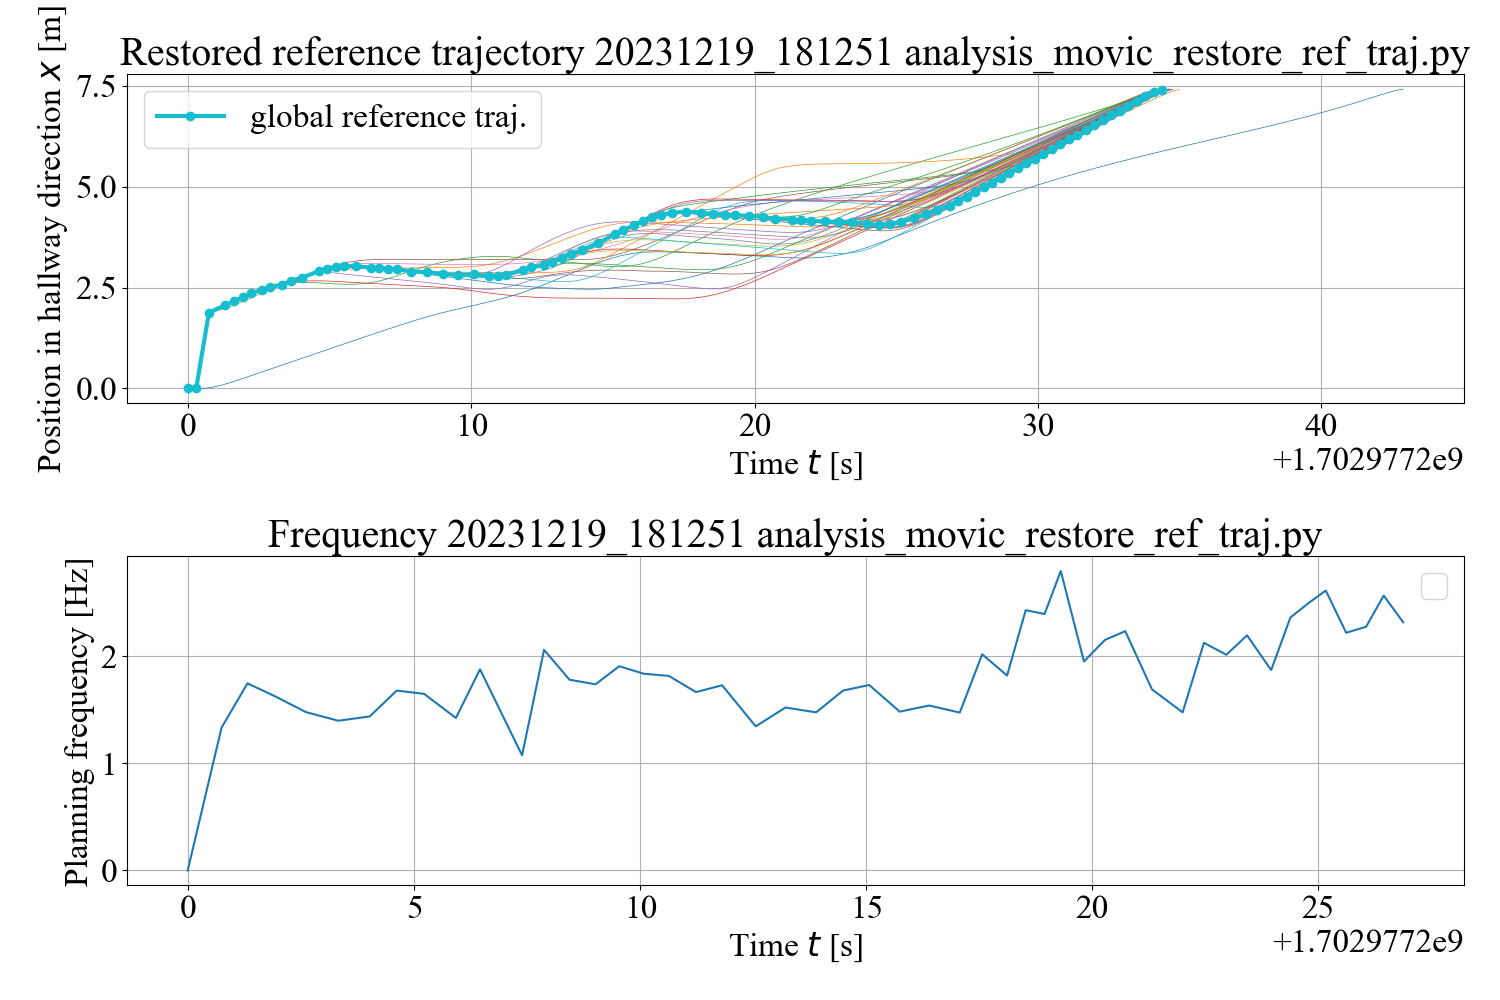 Restored reference trajectory 20231219_181251 analysis_movic_restore_ref_traj.py
Position in hallway direction x [m]
7.5
5.0
2.5
0.0
global reference traj.
0 10 20 30 40
Time t [s]
+1.7029772e9
Frequency 20231219_181251 analysis_movic_restore_ref_traj.py
Planning frequency [Hz]
2
1
0
0 5 10 15 20 25
Time t [s]
+1.7029772e9